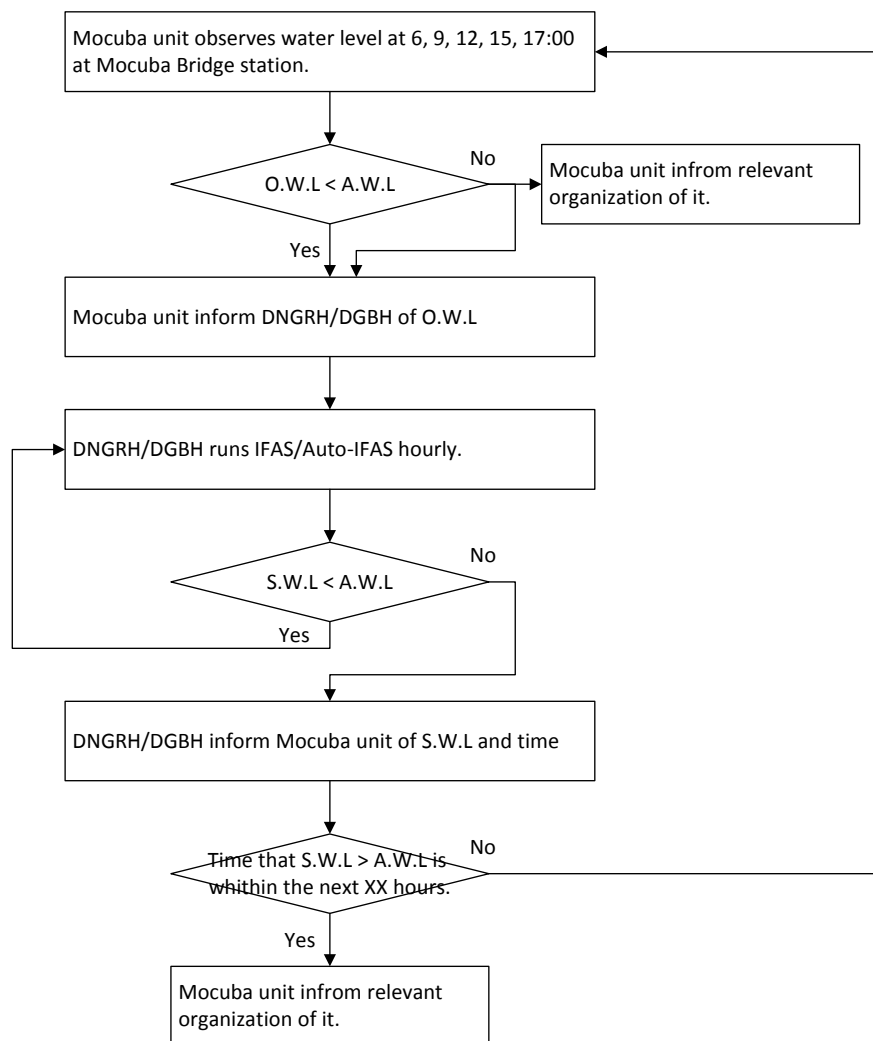 Mocuba unit observes water level at 6, 9, 12, 15, 17:00
at Mocuba Bridge station.
No
O.W.L < A.W.L
Mocuba unit infrom relevant
organization of it.
Yes
Mocuba unit inform DNGRH/DGBH of O.W.L
DNGRH/DGBH runs IFAS/Auto-IFAS hourly.
No
S.W.L < A.W.L
Yes
DNGRH/DGBH inform Mocuba unit of S.W.L and time
No
Time that S.W.L > A.W.L is
whithin the next XX hours.
Yes
Mocuba unit infrom relevant
organization of it.